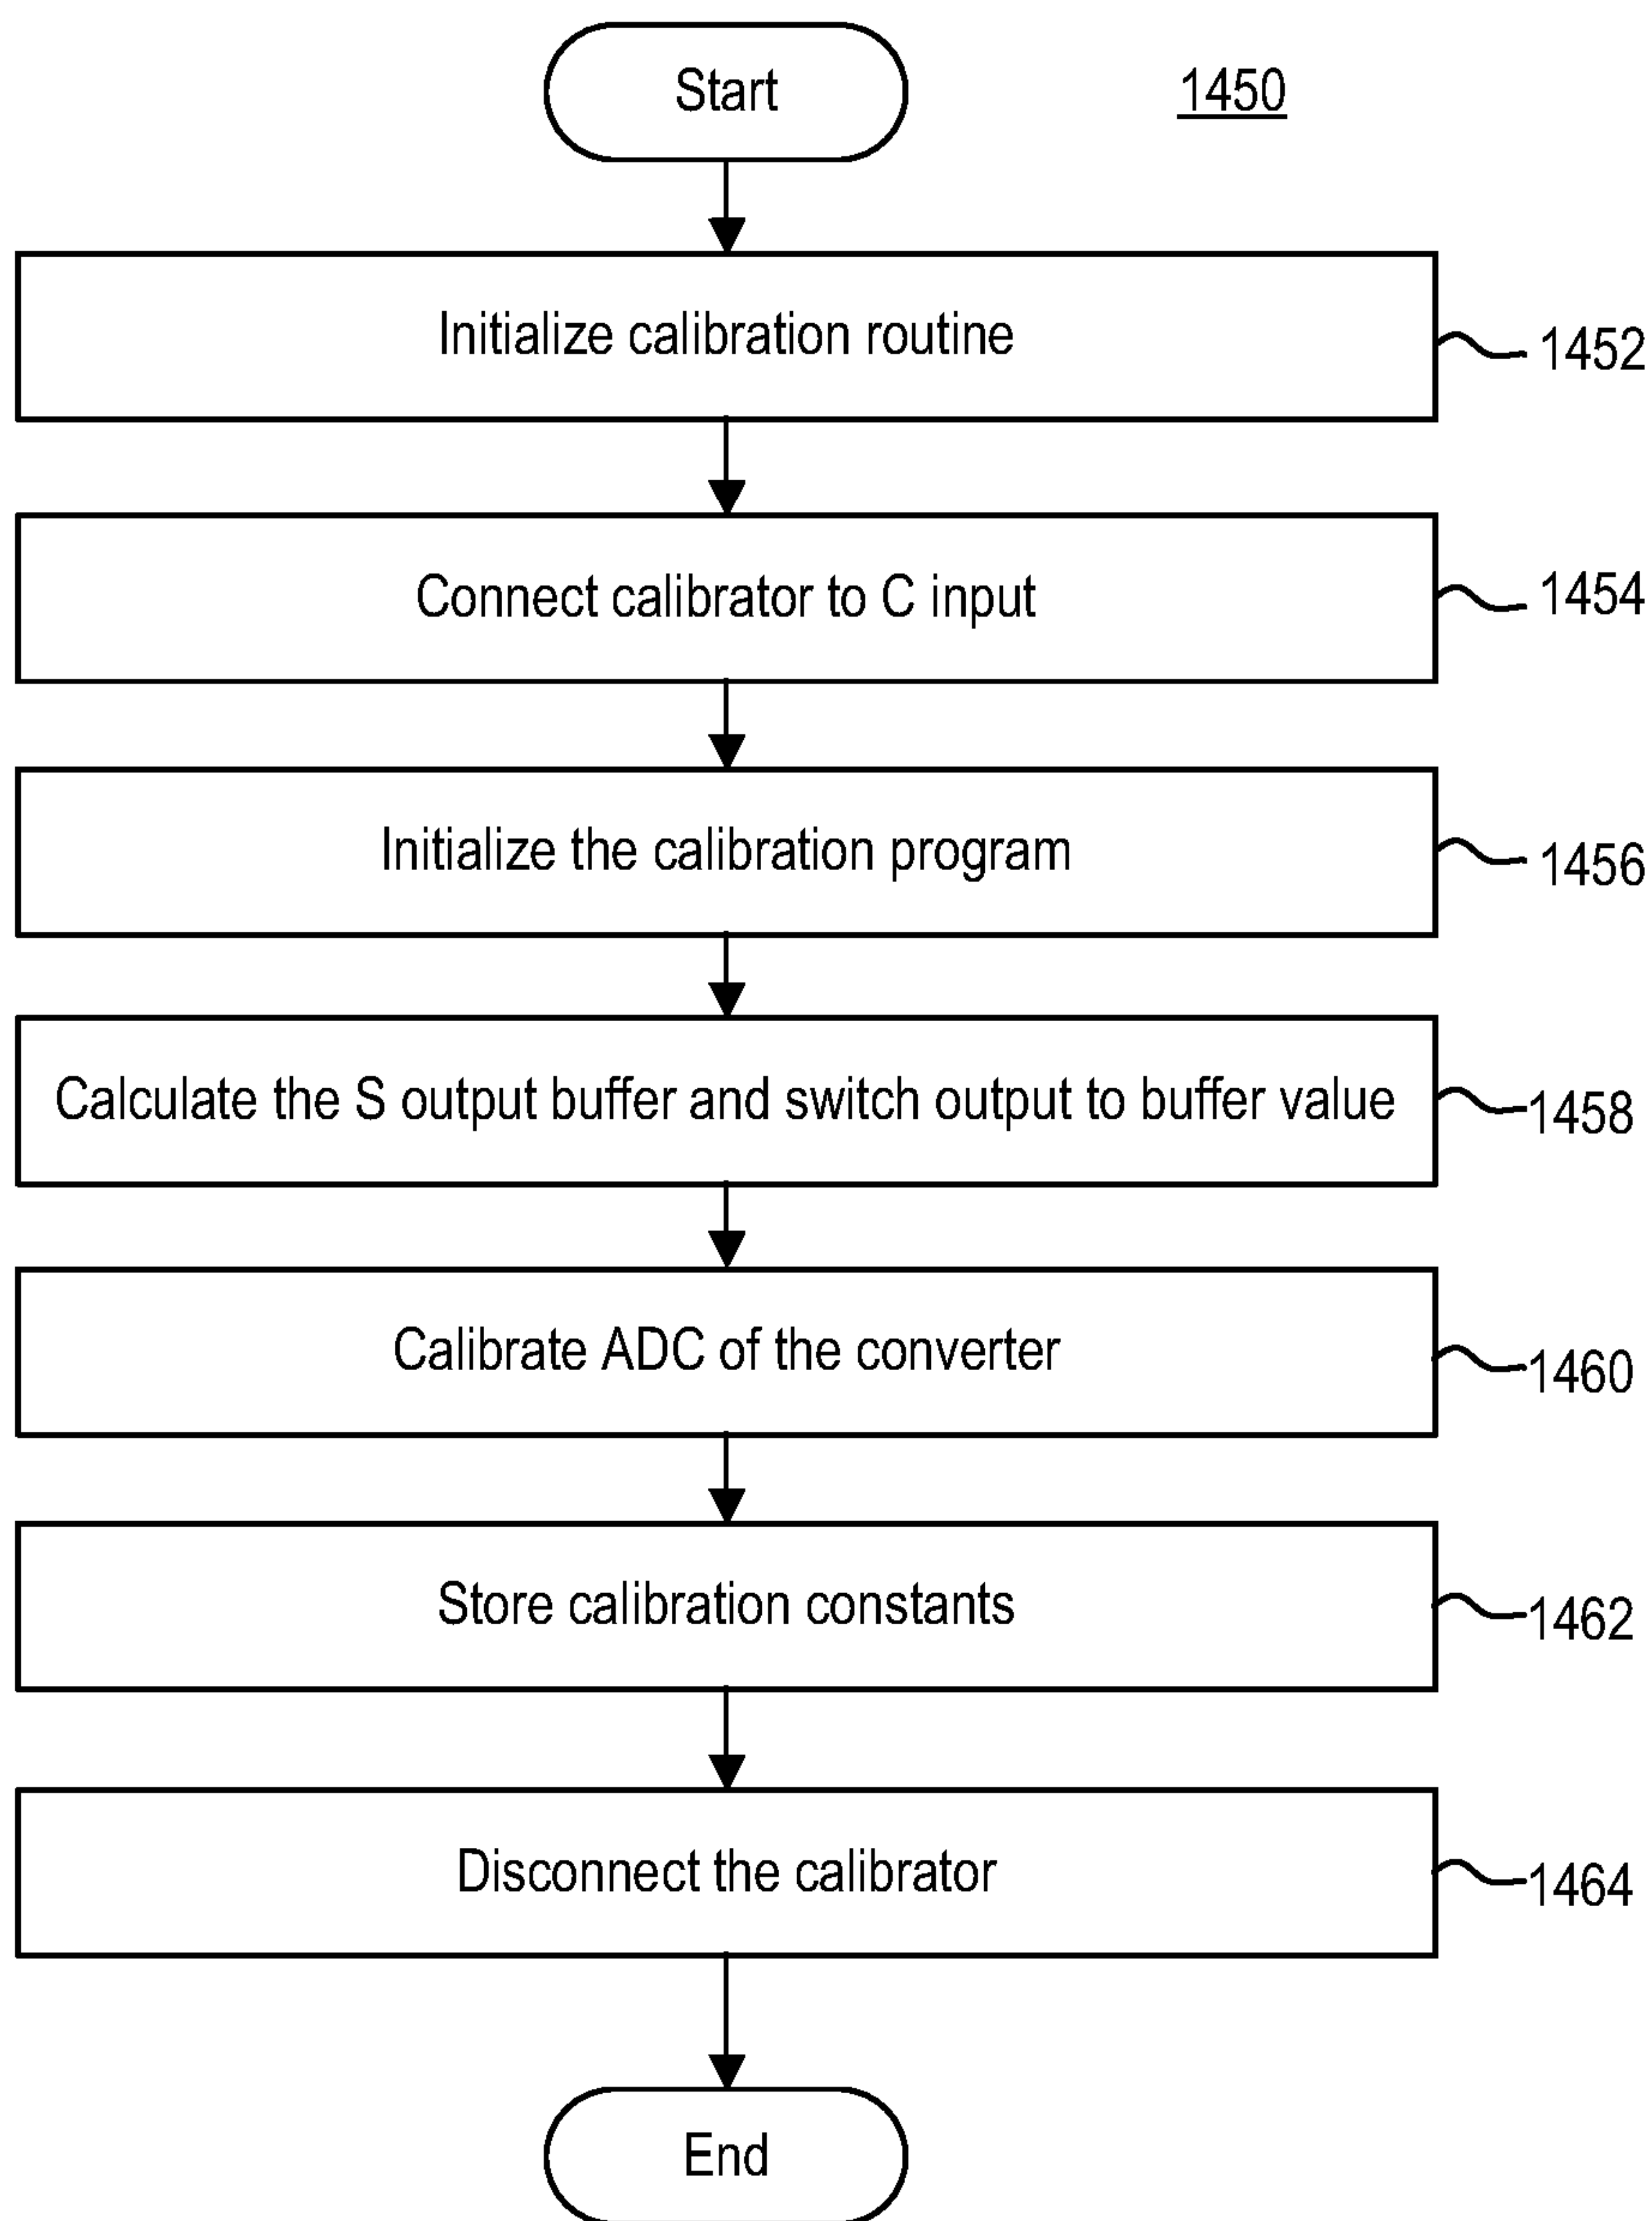 Start
1450
Initialize calibration routine
1452
Connect calibrator to C input
1454
Initialize the calibration program
1456
Calculate the S output buffer and switch output to buffer value
1458
Calibrate ADC of the converter
1460
Store calibration constants
1462
Disconnect the calibrator
1464
End